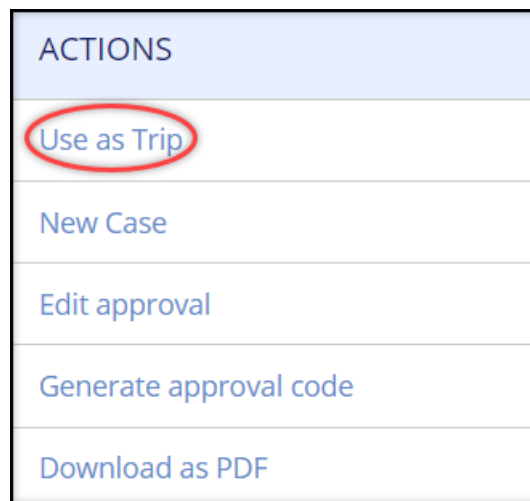 ACTIONS
Use as Trip
New Case
Edit approval
Generate approval code
Download as PDF